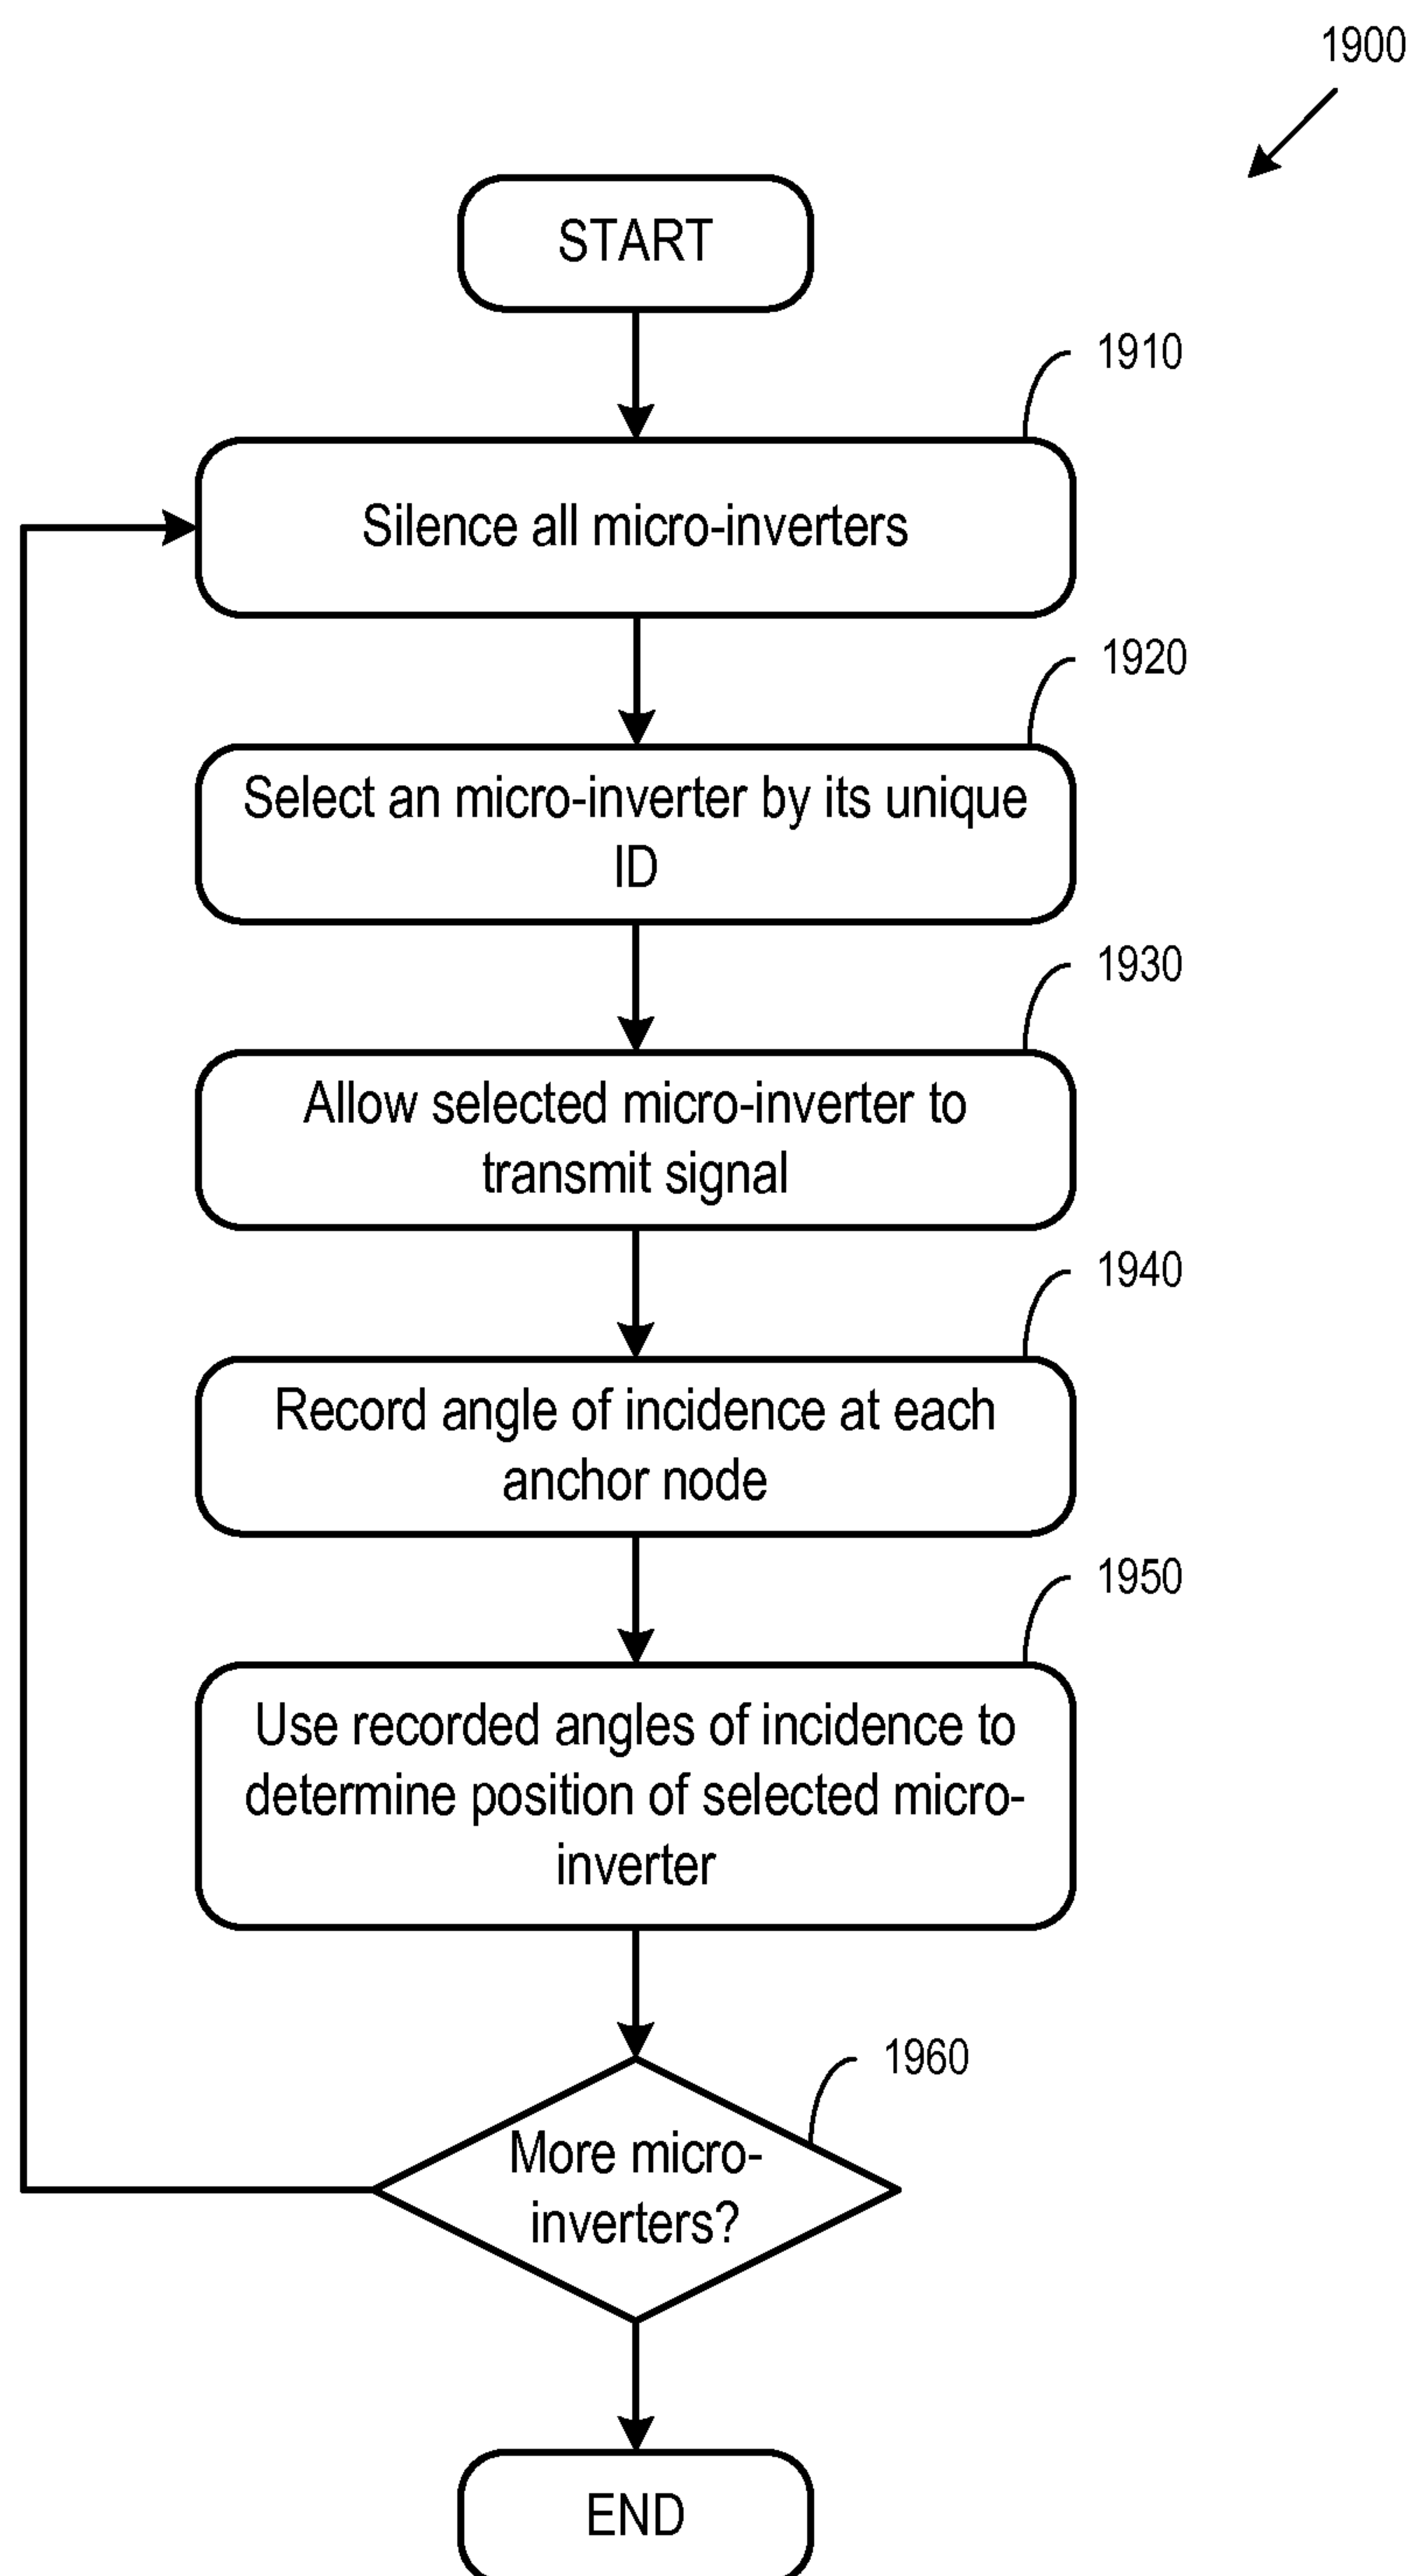 1900
START
1910
Silence all micro-inverters
1920
Select an micro-inverter by its unique
ID
1930
Allow selected micro-inverter to
transmit signal
1940
Record angle of incidence at each
anchor node
1950
Use recorded angles of incidence to
determine position of selected micro-
inverter
1960
More micro-
inverters?
END